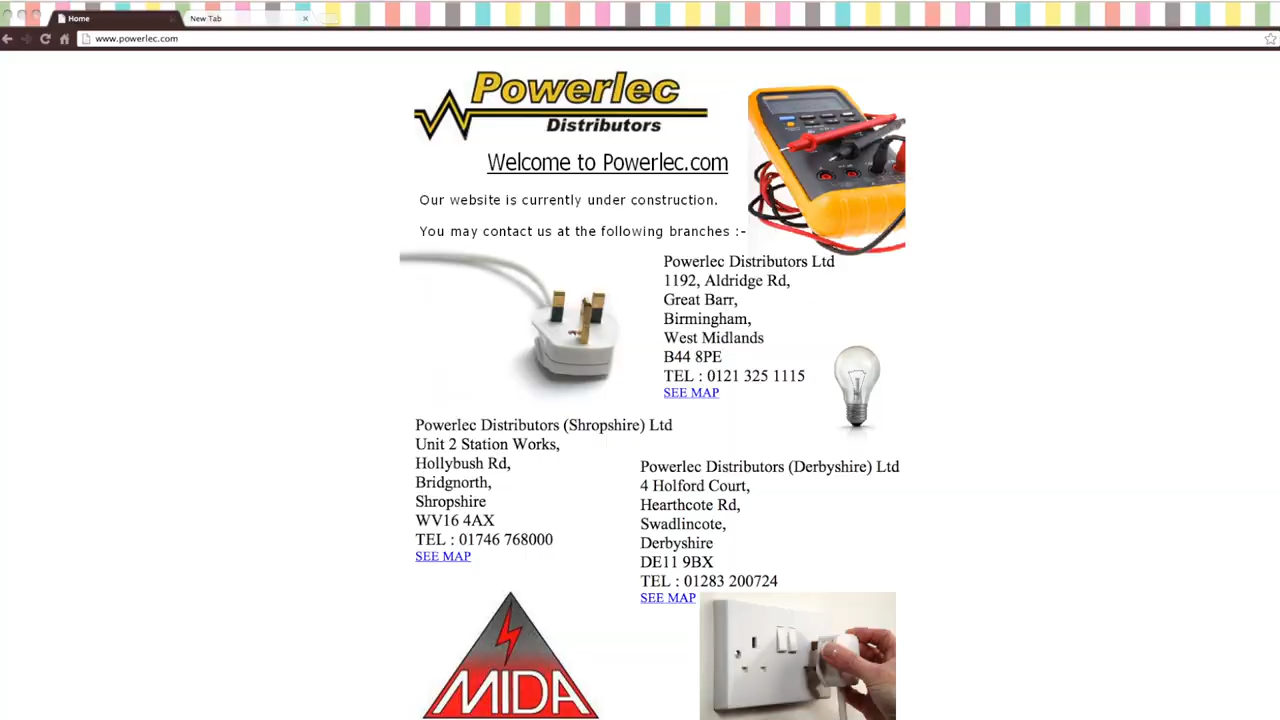 Home
New Tab
www.powerlec.com
Powerlec
Distributors
Welcome to Powerlec.com
Our website is currently under construction.
You may contact us at the following branches :-
Powerlec Distributors Ltd
1192, Aldridge Rd,
Great Barr,
Birmingham,
West Midlands
B44 8PE
TEL : 0121 325 1115
SEE MAP
Powerlec Distributors (Shropshire) Ltd
Unit 2 Station Works,
Hollybush Rd,
Bridgnorth,
Shropshire
WV16 4AX
TEL : 01746 768000
SEE MAP
Powerlec Distributors (Derbyshire) Ltd
4 Holford Court,
Hearthcote Rd,
Swadlincote,
Derbyshire
DE11 9BX
TEL : 01283 200724
SEE MAP
MIDA